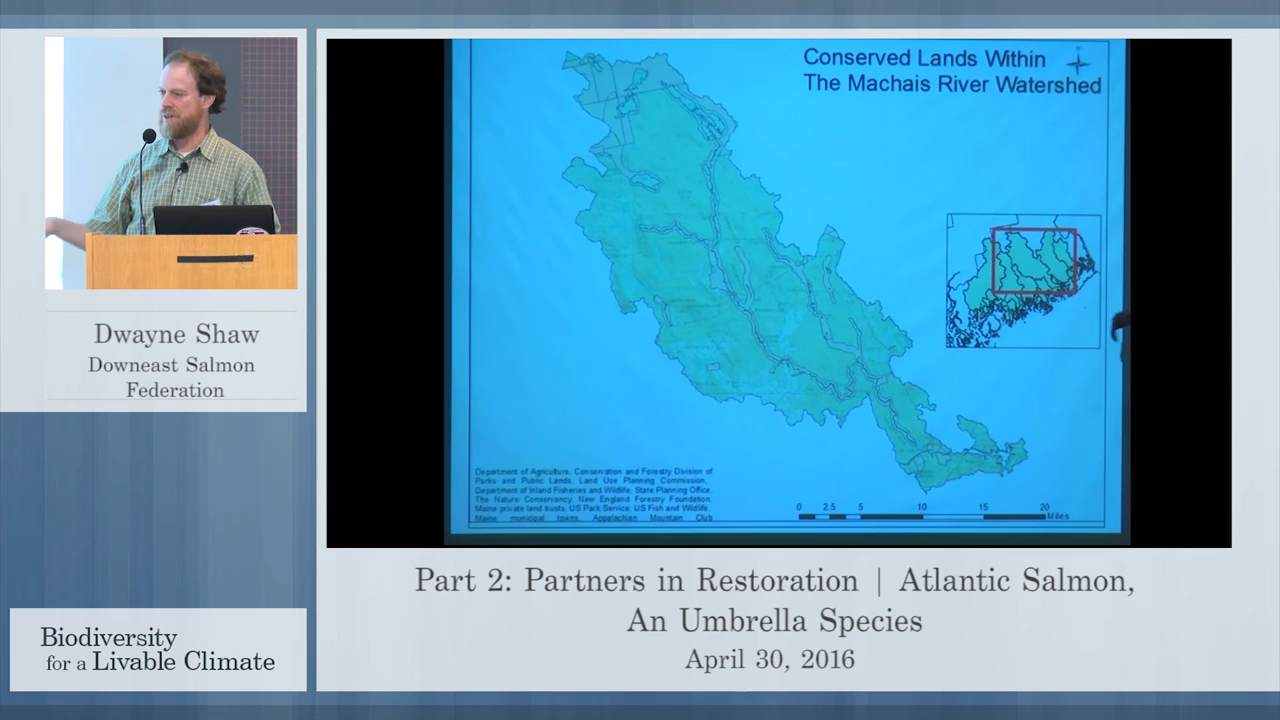 Conserved Lands Within
The Machais River Watershed
Department of Agriculture, Conservation and Forestry Division of
Parks and Public Lands, Land Use Planning Commission,
Department of Inland Fisheries and Wildlife, State Planning Office,
The Nature Conservancy, New England Forestry Foundation,
Maine private land trusts, US Park Service, US Fish and Wildlife,
Maine municipal towns, Appalachian Mountain Club
0 2.5 5 10 15 20
Miles
Dwayne Shaw
Downeast Salmon
Federation
Part 2: Partners in Restoration | Atlantic Salmon,
An Umbrella Species
April 30, 2016
Biodiversity
for a Livable Climate